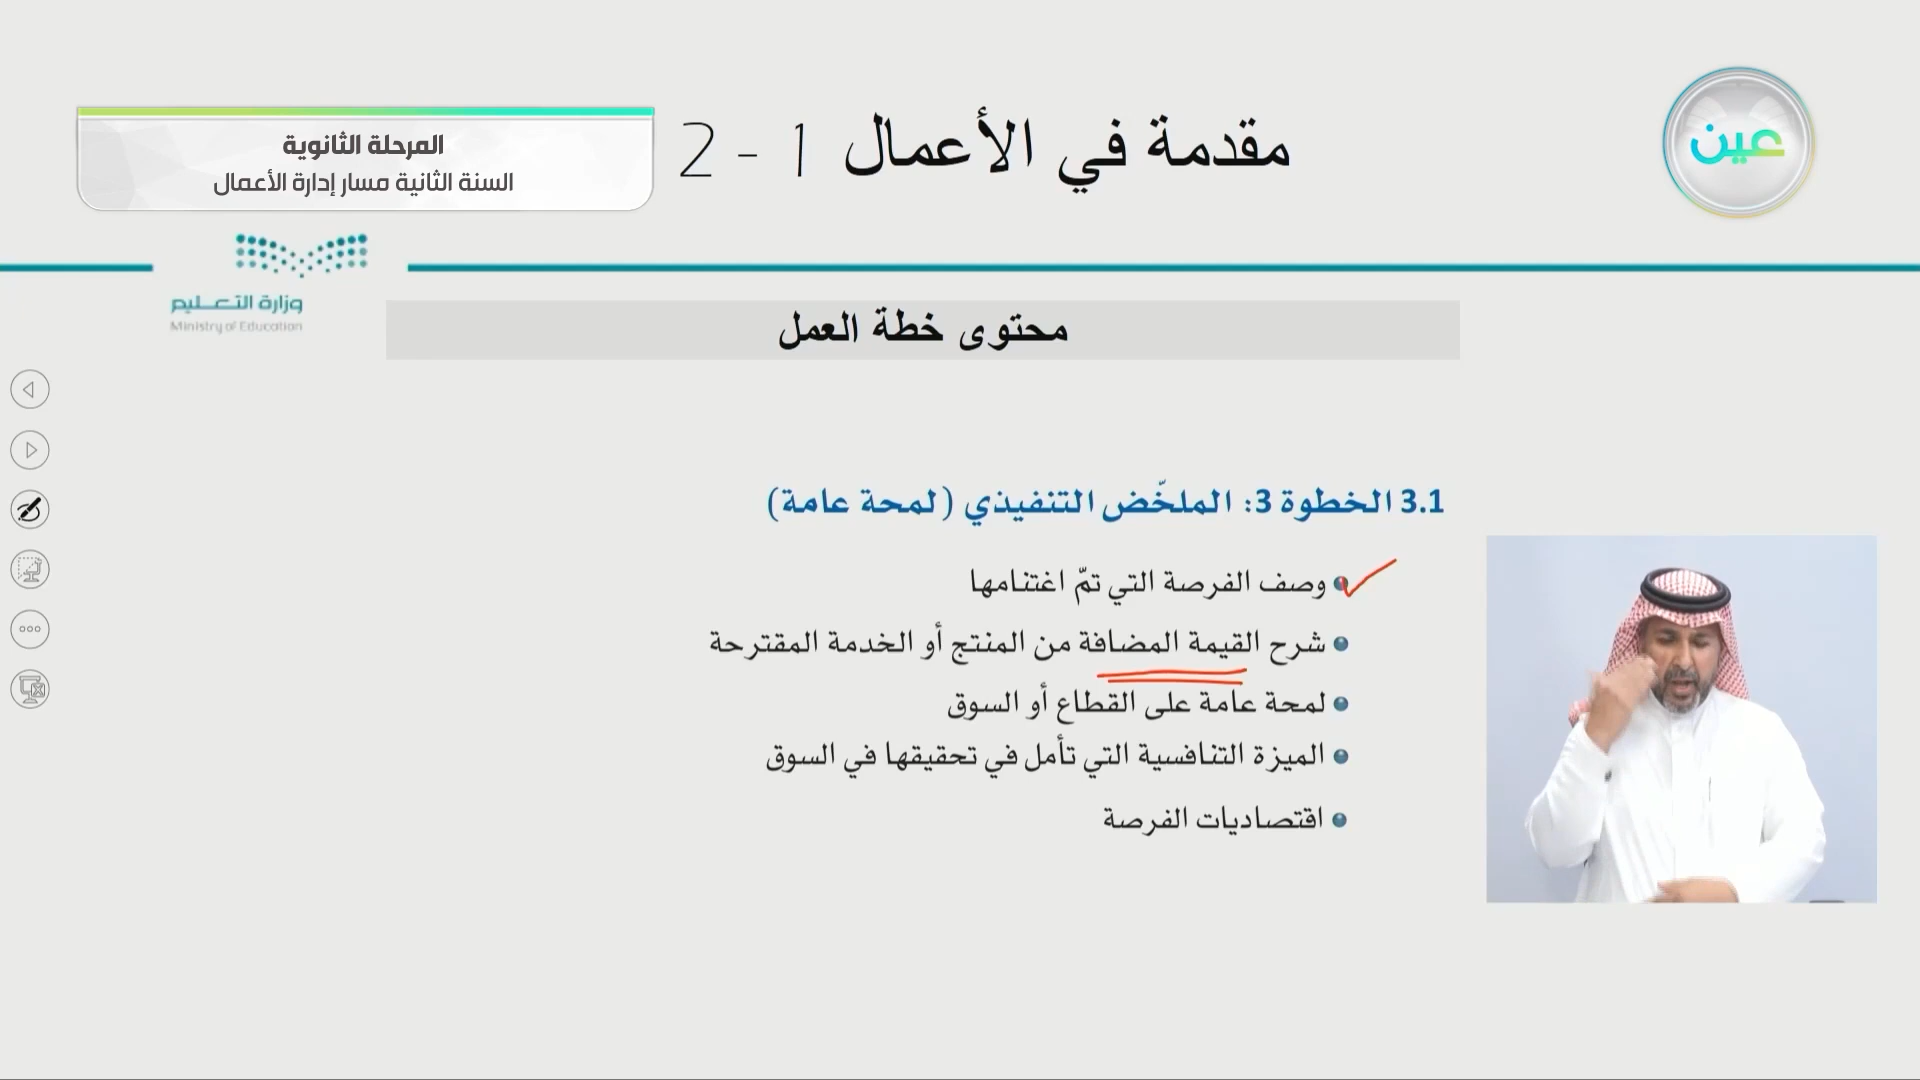 المرحلة الثانوية
السنة الثانية مسار إدارة الأعمال
مقدمة في الأعمال 1 - 2
عين
وزارة التعليم
Ministry of Education
محتوى خطة العمل
3.1 الخطوة 3: الملخّض التنفيذي (لمحة عامة)
وصف الفرصة التي تمّ اغتنامها
شرح القيمة المضافة من المنتج أو الخدمة المقترحة
لمحة عامة على القطاع أو السوق
الميزة التنافسية التي تأمل في تحقيقها في السوق
اقتصاديات الفرصة